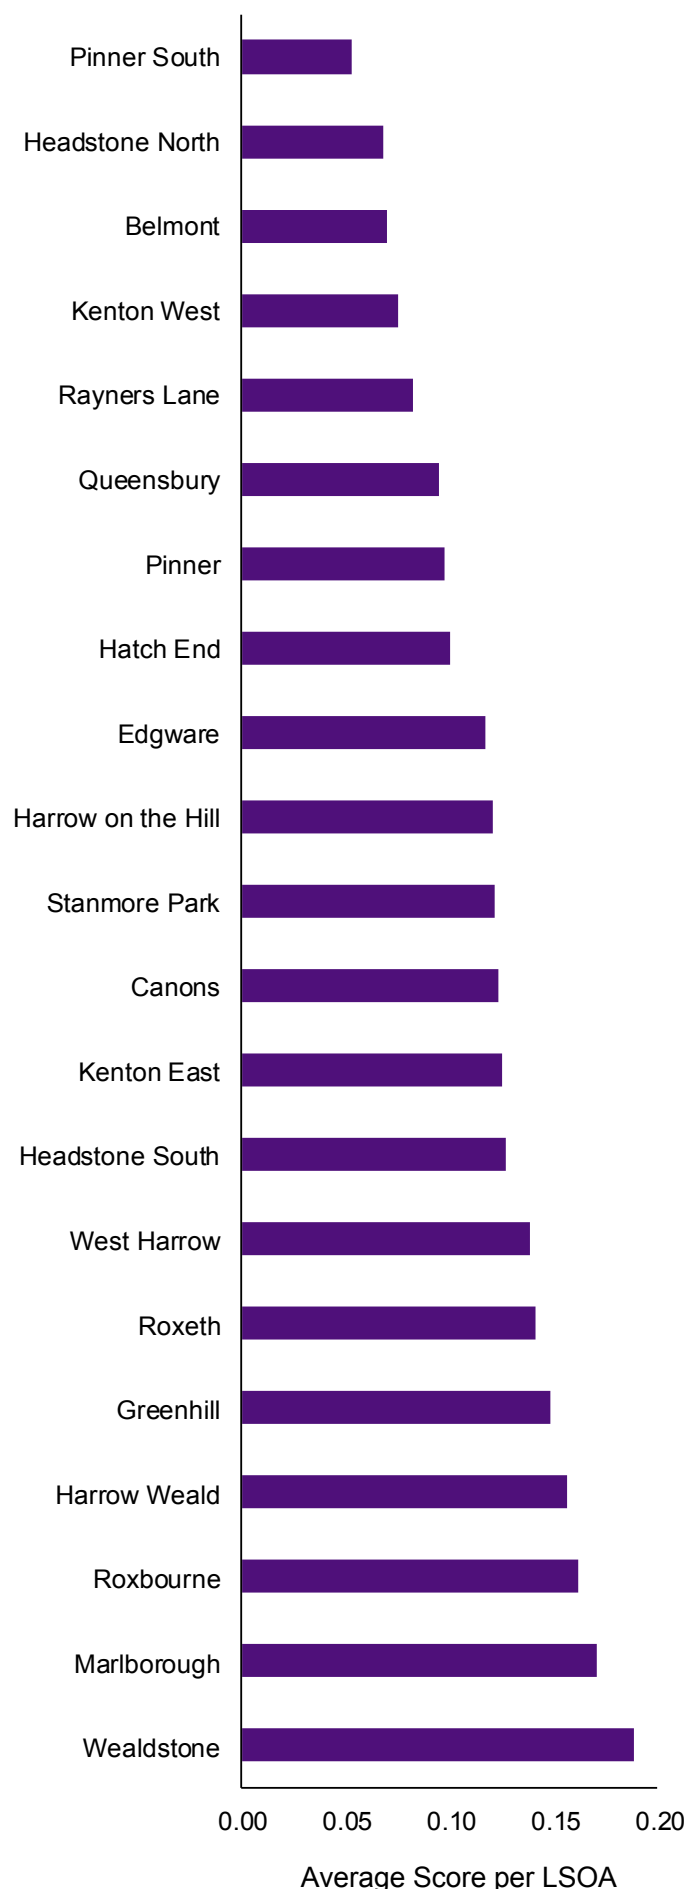 Pinner South
Headstone North
Belmont
Kenton West
Rayners Lane
Queensbury
Pinner
Hatch End
Edgware
Harrow on the Hill
Stanmore Park
Canons
Kenton East
Headstone South
West Harrow
Roxeth
Greenhill
Harrow Weald
Roxbourne
Marlborough
Wealdstone
0.00 0.05 0.10 0.15 0.20
Average Score per LSOA